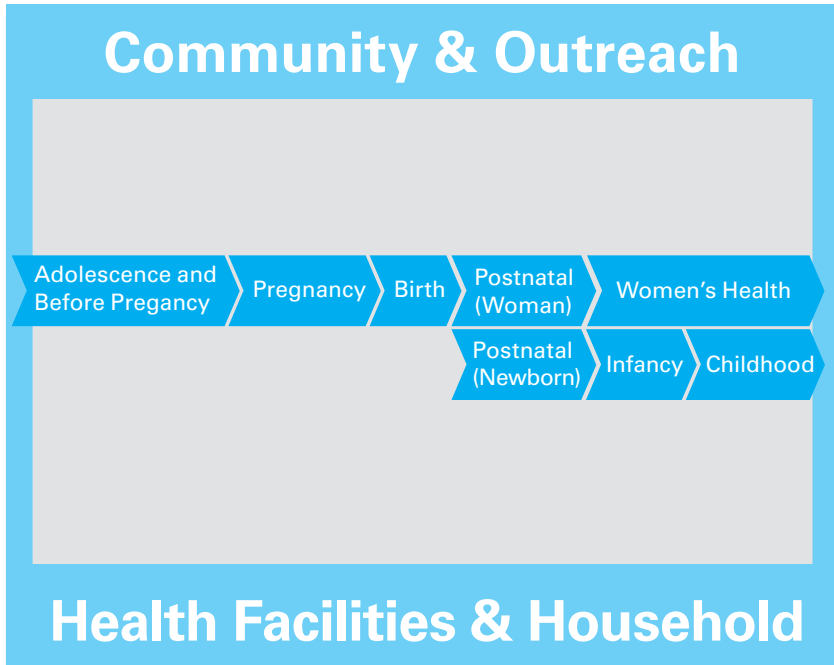 Community & Outreach
Adolescence and
Before Pregancy
Pregnancy
Birth
Postnatal
(Woman)
Women's Health
Postnatal
(Newborn)
Infancy
Childhood
Health Facilities & Household